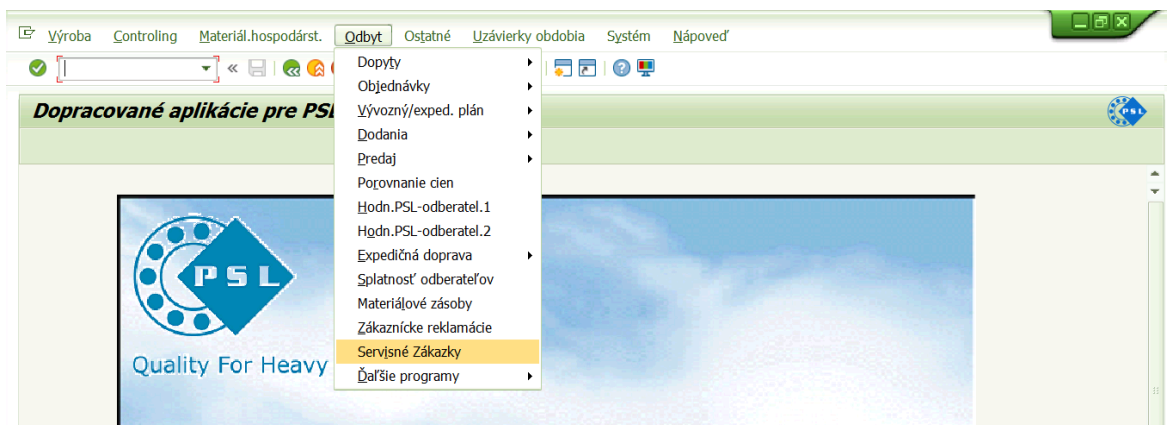 Výroba Controling Materiál.hospodárst. Odbyt Ostatné Uzávierky obdobia Systém Nápoveď
Dopracované aplikácie pre PSL
Dopyty
Objednávky
Vývozný/exped. plán
Dodania
Predaj
Porovnanie cien
Hodn.PSL-odberatel.1
Hodn.PSL-odberatel.2
Expedičná doprava
Splatnosť odberateľov
Materiálové zásoby
Zákaznícke reklamácie
Servisné Zákazky
Ďaľšie programy
PSL
PSL
Quality For Heavy